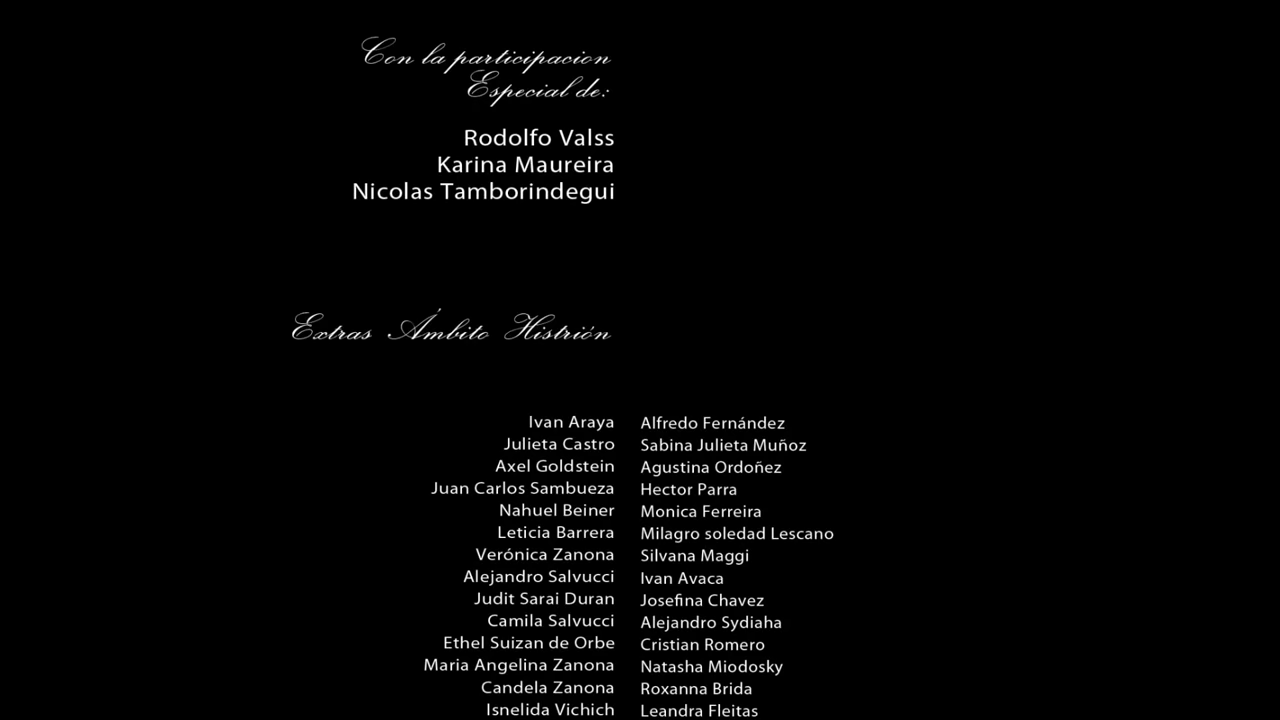 Con la participacion
Especial de:
Rodolfo Valss
Karina Maureira
Nicolas Tamborindegui
Extras Ámbito Histrión
Ivan Araya
Julieta Castro
Axel Goldstein
Juan Carlos Sambueza
Nahuel Beiner
Leticia Barrera
Verónica Zanona
Alejandro Salvucci
Judit Sarai Duran
Camila Salvucci
Ethel Suizan de Orbe
Maria Angelina Zanona
Candela Zanona
Isnelida Vichich
Alfredo Fernández
Sabina Julieta Muñoz
Agustina Ordoñez
Hector Parra
Monica Ferreira
Milagro soledad Lescano
Silvana Maggi
Ivan Avaca
Josefina Chavez
Alejandro Sydiaha
Cristian Romero
Natasha Miodosky
Roxanna Brida
Leandra Fleitas